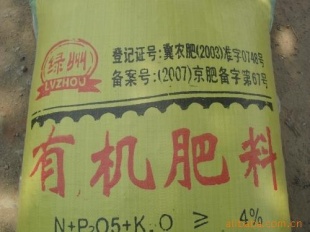 绿州
LVZHOU
登记证号:冀农肥(2003)准字0748号
备案号:(2007)京肥备字第67号
有机肥料
N+P₂O5+K₂O ≥ 4%